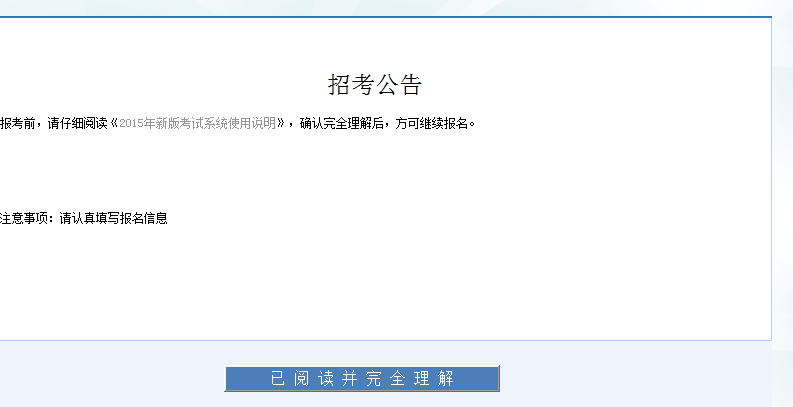 招考公告
报考前，请仔细阅读《2015年新版考试系统使用说明》，确认完全理解后，方可继续报名。
注意事项：请认真填写报名信息
已阅读并完全理解